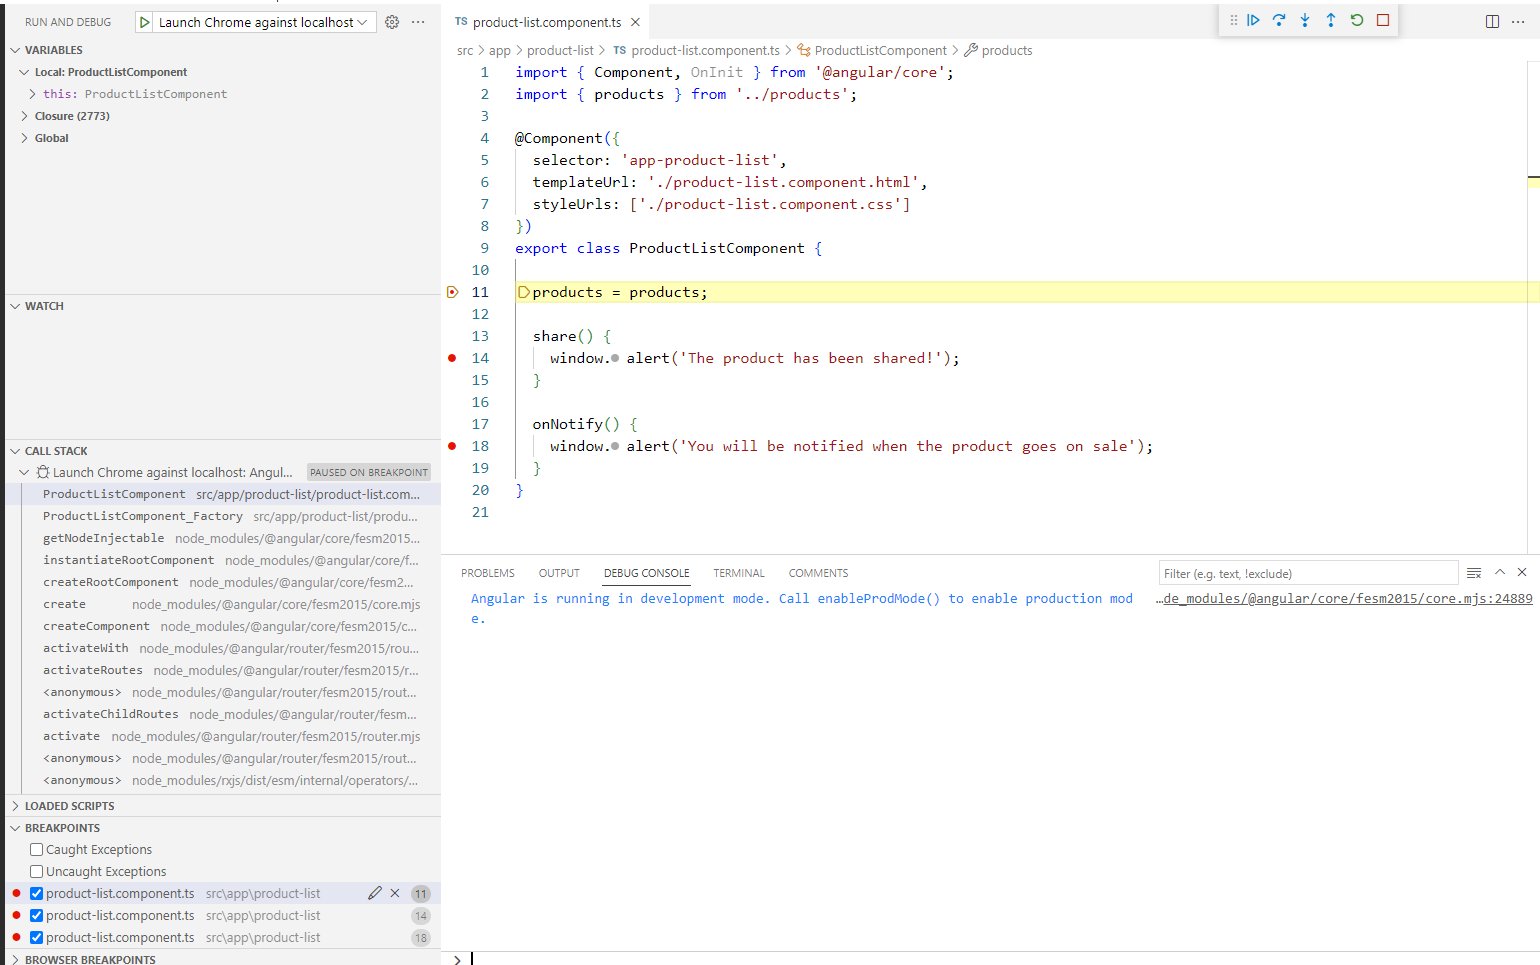 RUN AND DEBUG
Launch Chrome against localhost
VARIABLES
Local: ProductListComponent
this: ProductListComponent
Closure (2773)
Global
WATCH
CALL STACK
Launch Chrome against localhost: Angul... PAUSED ON BREAKPOINT
ProductListComponent src/app/product-list/product-list.com...
ProductListComponent_Factory src/app/product-list/produ...
getNodeInjectable node_modules/@angular/core/fesm2015...
instantiateRootComponent node_modules/@angular/core/f...
createRootComponent node_modules/@angular/core/fesm2...
create node_modules/@angular/core/fesm2015/core.mjs
createComponent node_modules/@angular/core/fesm2015/c...
activateWith node_modules/@angular/router/fesm2015/rou...
activateRoutes node_modules/@angular/router/fesm2015/r...
<anonymous> node_modules/@angular/router/fesm2015/rout...
activateChildRoutes node_modules/@angular/router/fesm...
activate node_modules/@angular/router/fesm2015/router.mjs
<anonymous> node_modules/@angular/router/fesm2015/rout...
<anonymous> node_modules/rxjs/dist/esm/internal/operators/...
LOADED SCRIPTS
BREAKPOINTS
Caught Exceptions
Uncaught Exceptions
product-list.component.ts src\app\product-list 11
product-list.component.ts src\app\product-list 14
product-list.component.ts src\app\product-list 18
BROWSER BREAKPOINTS
TS product-list.component.ts
src > app > product-list > TS product-list.component.ts > ProductListComponent > products
1 import { Component, OnInit } from '@angular/core';
2 import { products } from '../products';
3
4 @Component({
5 selector: 'app-product-list',
6 templateUrl: './product-list.component.html',
7 styleUrls: ['./product-list.component.css']
8 })
9 export class ProductListComponent {
10
11 products = products;
12
13 share() {
14 window. alert('The product has been shared!');
15 }
16
17 onNotify() {
18 window. alert('You will be notified when the product goes on sale');
19 }
20 }
21
PROBLEMS OUTPUT DEBUG CONSOLE TERMINAL COMMENTS Filter (e.g. text, !exclude)
Angular is running in development mode. Call enableProdMode() to enable production mod …de_modules/@angular/core/fesm2015/core.mjs:24889
e.
>